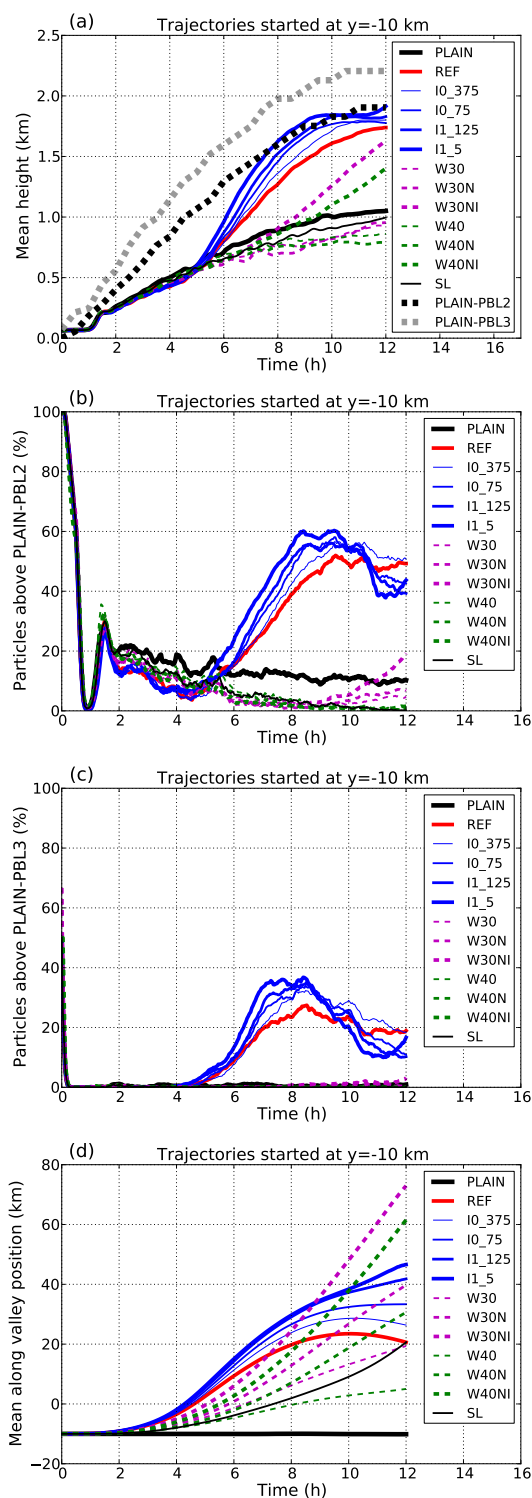 (a) Trajectories started at y=-10 km
Mean height (km)
2.5
2.0
1.5
1.0
0.5
0.0
0 2 4 6 8 10 12 14 16
Time (h)
PLAIN
REF
I0_375
I0_75
I1_125
I1_5
W30
W30N
W30NI
W40
W40N
W40NI
SL
PLAIN-PBL2
PLAIN-PBL3
(b) Trajectories started at y=-10 km
Particles above PLAIN-PBL2 (%)
100
80
60
40
20
0
0 2 4 6 8 10 12 14 16
Time (h)
PLAIN
REF
I0_375
I0_75
I1_125
I1_5
W30
W30N
W30NI
W40
W40N
W40NI
SL
(c) Trajectories started at y=-10 km
Particles above PLAIN-PBL3 (%)
100
80
60
40
20
0
0 2 4 6 8 10 12 14 16
Time (h)
PLAIN
REF
I0_375
I0_75
I1_125
I1_5
W30
W30N
W30NI
W40
W40N
W40NI
SL
(d) Trajectories started at y=-10 km
Mean along valley position (km)
80
60
40
20
0
−20
0 2 4 6 8 10 12 14 16
Time (h)
PLAIN
REF
I0_375
I0_75
I1_125
I1_5
W30
W30N
W30NI
W40
W40N
W40NI
SL